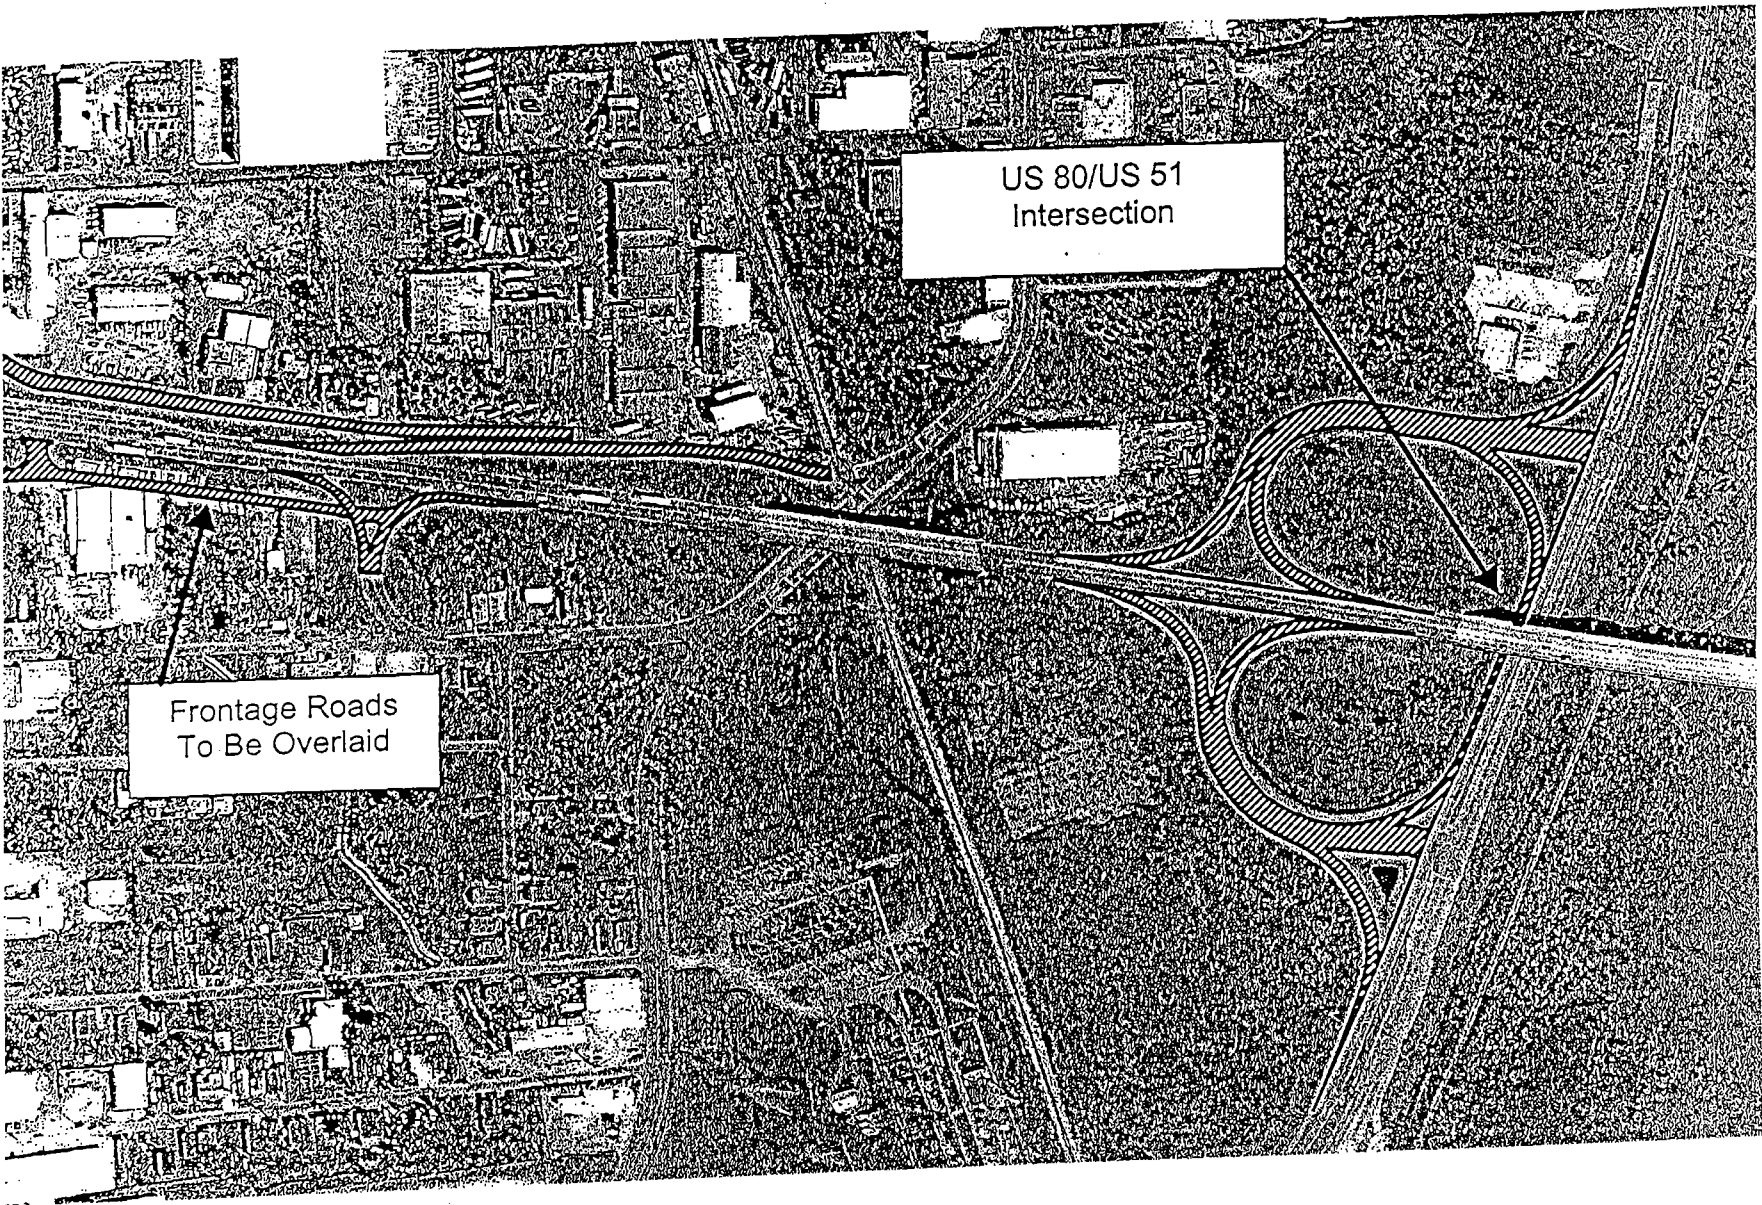 US 80/US 51
Intersection
Frontage Roads
To Be Overlaid